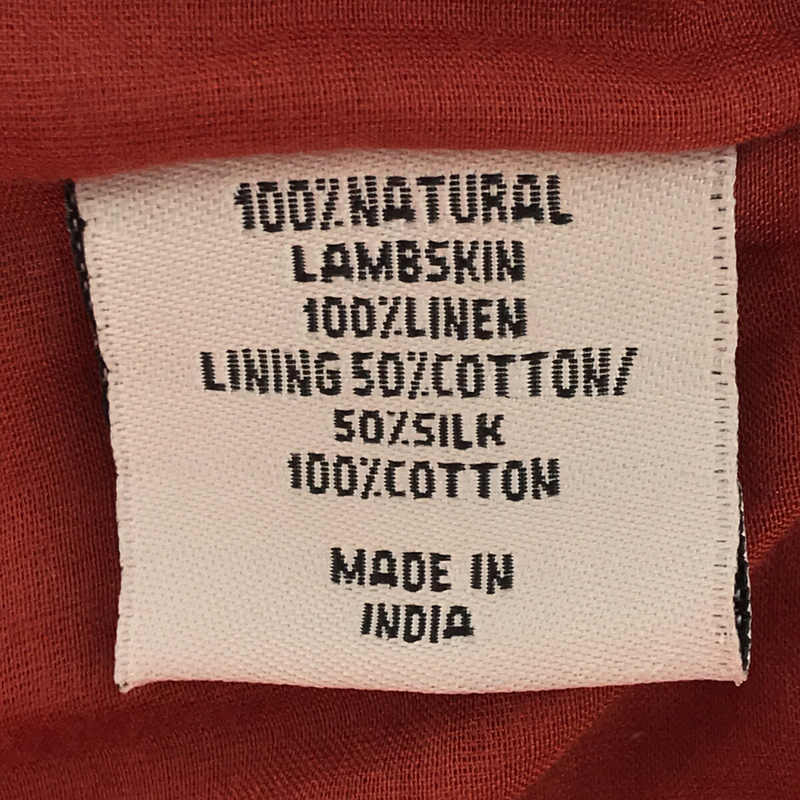 100% NATURAL
LAMBSKIN
100% LINEN
LINING 50% COTTON/
50% SILK
100% COTTON
MADE IN
INDIA